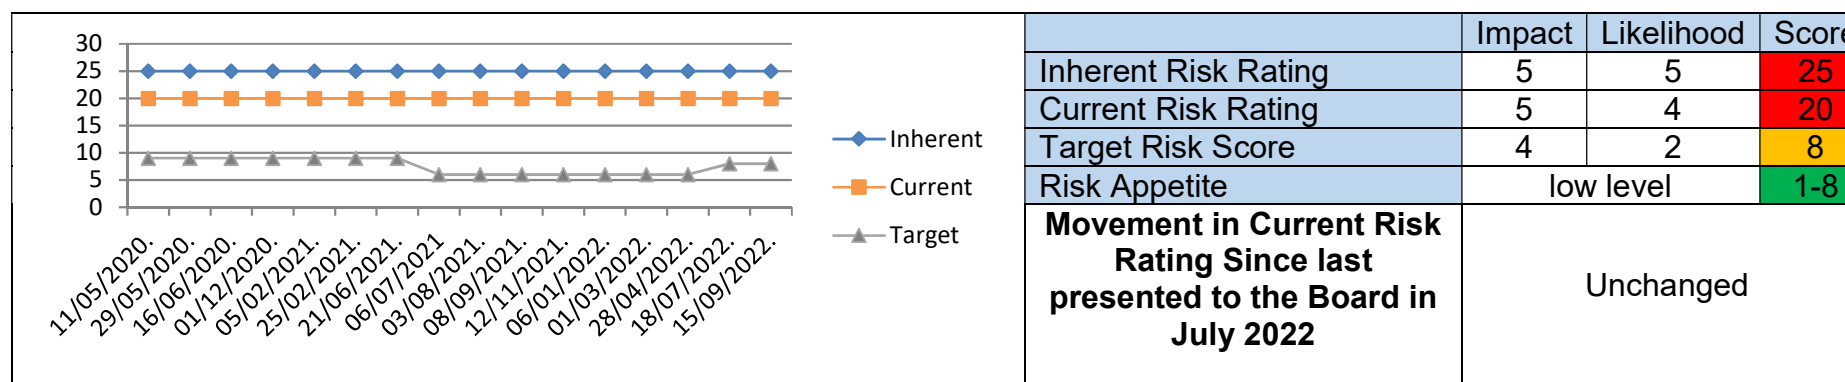 30
25
20
15
10
5
0
11/05/2020.
29/05/2020.
16/06/2020.
01/12/2020.
05/02/2021.
25/02/2021.
21/06/2021.
06/07/2021
03/08/2021.
08/09/2021.
12/11/2021.
06/01/2022.
01/03/2022.
28/04/2022.
18/07/2022.
15/09/2022.
Inherent
Current
Target
Impact Likelihood Score
Inherent Risk Rating 5 5 25
Current Risk Rating 5 4 20
Target Risk Score 4 2 8
Risk Appetite low level 1-8
Movement in Current Risk
Rating Since last
presented to the Board in
July 2022
Unchanged